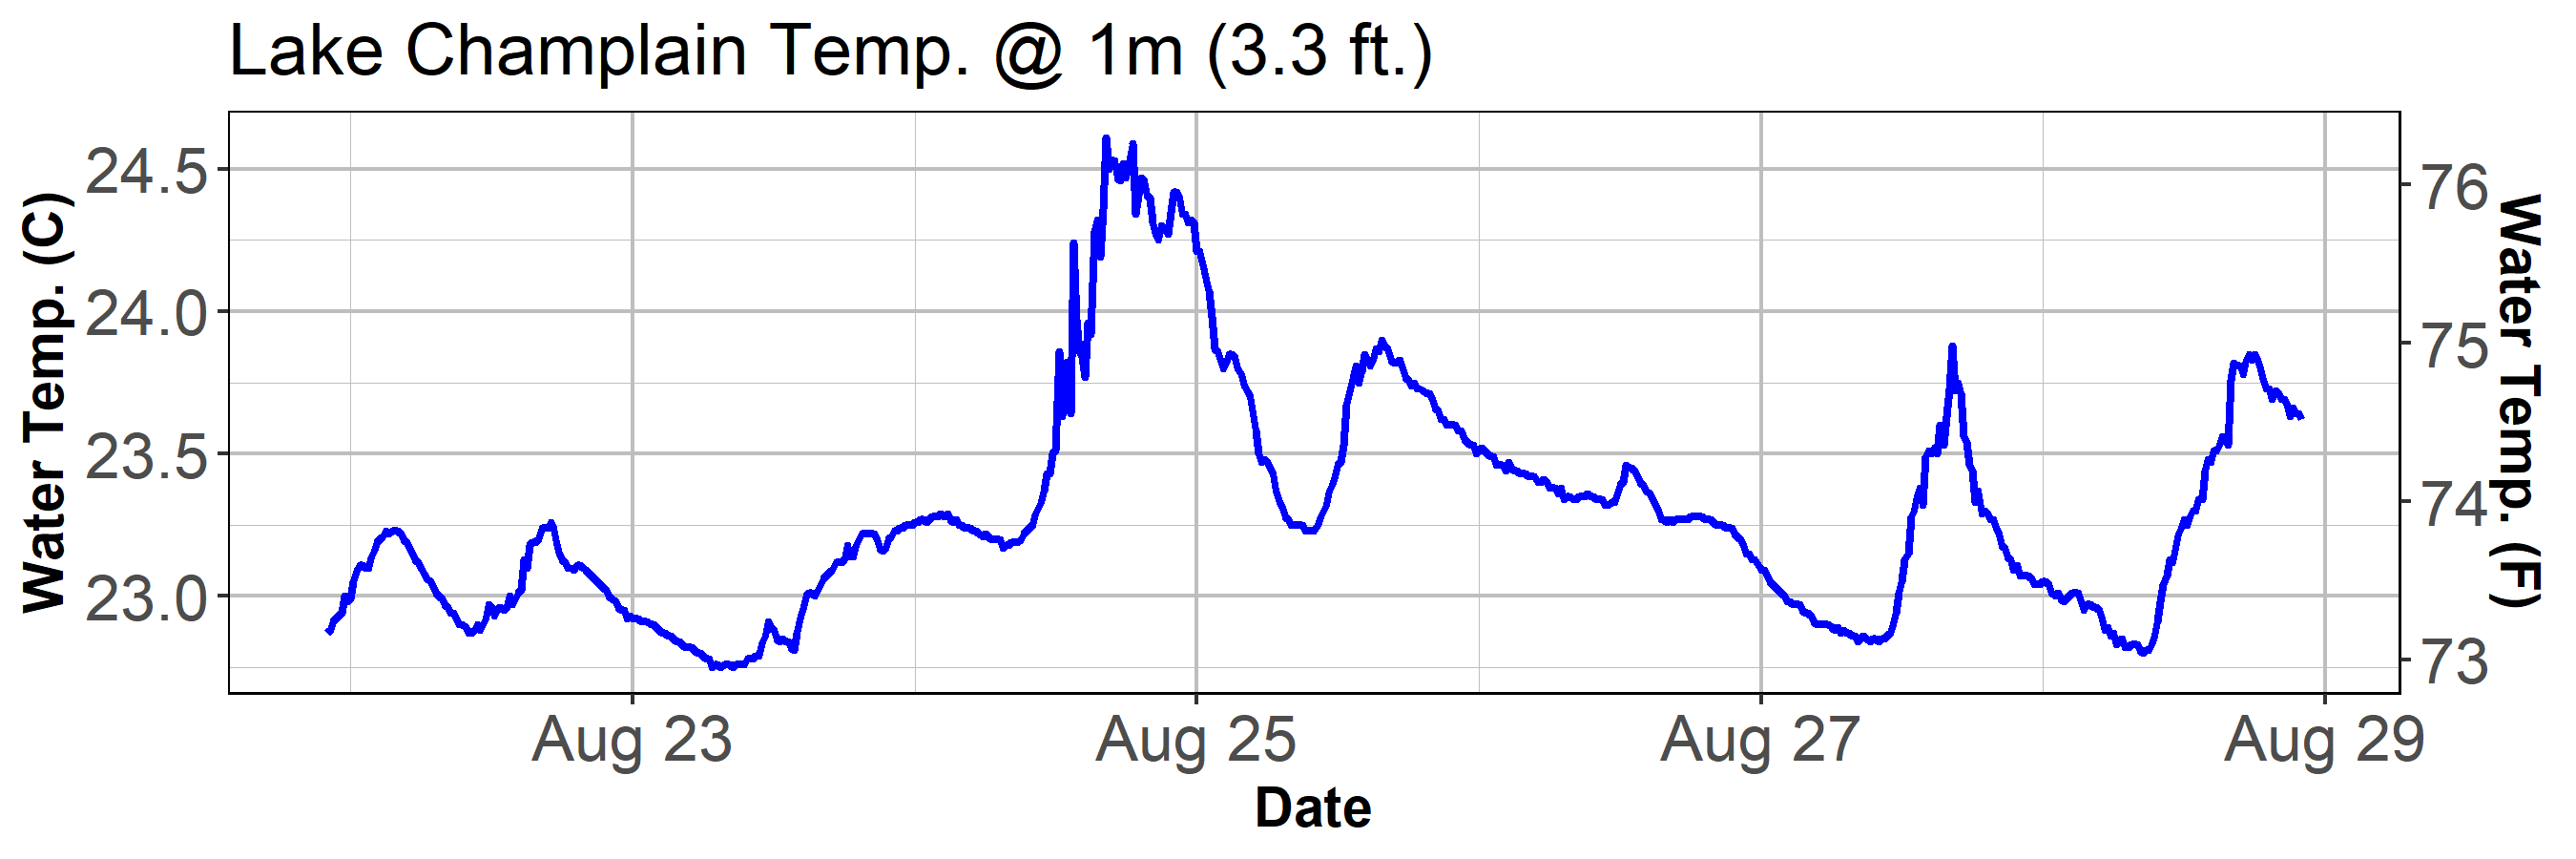 Lake Champlain Temp. @ 1m (3.3 ft.)
Water Temp. (C)
24.5
24.0
23.5
23.0
76
75
74
73
Water Temp. (F)
Aug 23
Aug 25
Aug 27
Aug 29
Date